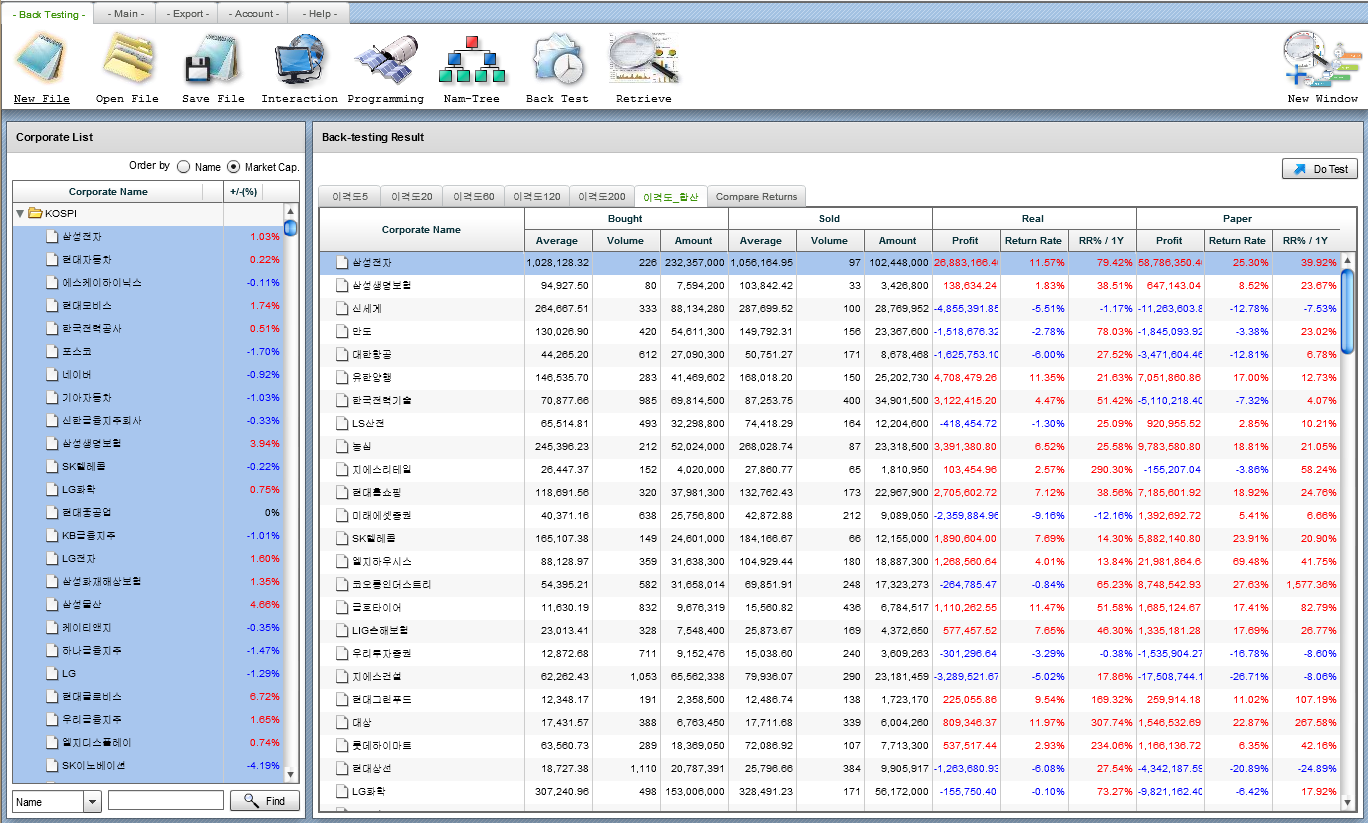 - Back Testing - - Main - - Export - - Account - - Help -
New File Open File Save File Interaction Programming Nam-Tree Back Test Retrieve New Window
Corporate List
Order by Name Market Cap.
Corporate Name +/-(%)
KOSPI
삼성전자 1.03%
현대자동차 0.22%
에스케이하이닉스 -0.11%
현대모비스 1.74%
한국전력공사 0.51%
포스코 -1.70%
네이버 -0.92%
기아자동차 -1.03%
신한금융지주회사 -0.33%
삼성생명보험 3.94%
SK텔레콤 -0.22%
LG화학 0.75%
현대중공업 0%
KB금융지주 -1.01%
LG전자 1.60%
삼성화재해상보험 1.35%
삼성물산 4.66%
케이티앤지 -0.35%
하나금융지주 -1.47%
LG -1.29%
현대글로비스 6.72%
우리금융지주 1.65%
엘지디스플레이 0.74%
SK이노베이션 -4.19%
Name Find
Back-testing Result
Do Test
이격도5 이격도20 이격도60 이격도120 이격도200 이격도_합산 Compare Returns
Corporate Name Bought Sold Real Paper
Average Volume Amount Average Volume Amount Profit Return Rate RR% / 1Y Profit Return Rate RR% / 1Y
삼성전자 1,028,128.32 226 232,357,000 1,056,164.95 97 102,448,000 26,883,166.4 11.57% 79.42% 58,786,350.4 25.30% 39.92%
삼성생명보험 94,927.50 80 7,594,200 103,842.42 33 3,426,800 138,634.24 1.83% 38.51% 647,143.04 8.52% 23.67%
신세계 264,667.51 333 88,134,280 287,699.52 100 28,769,952 -4,855,391.85 -5.51% -1.17% -11,263,603.8 -12.78% -7.53%
만도 130,026.90 420 54,611,300 149,792.31 156 23,367,600 -1,518,676.32 -2.78% 78.03% -1,845,093.92 -3.38% 23.02%
대한항공 44,265.20 612 27,090,300 50,751.27 171 8,678,468 -1,625,753.10 -6.00% 27.52% -3,471,604.46 -12.81% 6.78%
유한양행 146,535.70 283 41,469,602 168,018.20 150 25,202,730 4,708,479.26 11.35% 21.63% 7,051,860.86 17.00% 12.73%
한국전력기술 70,877.66 985 69,814,500 87,253.75 400 34,901,500 3,122,415.20 4.47% 51.42% -5,110,218.40 -7.32% 4.07%
LS산전 65,514.81 493 32,298,800 74,418.29 164 12,204,600 -418,454.72 -1.30% 25.09% 920,955.52 2.85% 10.21%
농심 245,396.23 212 52,024,000 268,028.74 87 23,318,500 3,391,380.80 6.52% 25.58% 9,783,580.80 18.81% 21.05%
지에스리테일 26,447.37 152 4,020,000 27,860.77 65 1,810,950 103,454.96 2.57% 290.30% -155,207.04 -3.86% 58.24%
현대홈쇼핑 118,691.56 320 37,981,300 132,762.43 173 22,967,900 2,705,602.72 7.12% 38.56% 7,185,601.92 18.92% 24.76%
미래에셋증권 40,371.16 638 25,756,800 42,872.88 212 9,089,050 -2,359,884.96 -9.16% -12.16% 1,392,692.72 5.41% 6.66%
SK텔레콤 165,107.38 149 24,601,000 184,166.67 66 12,155,000 1,890,604.00 7.69% 14.30% 5,882,140.80 23.91% 20.90%
엘지하우시스 88,128.97 359 31,638,300 104,929.44 180 18,887,300 1,268,560.64 4.01% 13.84% 21,981,864.6 69.48% 41.75%
코오롱인더스트리 54,395.21 582 31,658,014 69,851.91 248 17,323,273 -264,785.47 -0.84% 65.23% 8,748,542.93 27.63% 1,577.36%
금호타이어 11,630.19 832 9,676,319 15,560.82 436 6,784,517 1,110,262.55 11.47% 51.58% 1,685,124.67 17.41% 82.79%
LIG손해보험 23,013.41 328 7,548,400 25,873.67 169 4,372,650 577,457.52 7.65% 46.30% 1,335,181.28 17.69% 26.77%
우리투자증권 12,872.68 711 9,152,476 15,038.60 240 3,609,263 -301,296.64 -3.29% -0.38% -1,535,904.27 -16.78% -8.60%
지에스건설 62,262.43 1,053 65,562,338 79,936.07 290 23,181,459 -3,289,521.67 -5.02% 17.86% -17,508,744.1 -26.71% -8.06%
현대그린푸드 12,348.17 191 2,358,500 12,486.74 138 1,723,170 225,055.86 9.54% 169.32% 259,914.18 11.02% 107.19%
대상 17,431.57 388 6,763,450 17,711.68 339 6,004,260 809,346.37 11.97% 307.74% 1,546,532.69 22.87% 267.58%
롯데하이마트 63,560.73 289 18,369,050 72,086.92 107 7,713,300 537,517.44 2.93% 234.06% 1,166,136.72 6.35% 42.16%
현대상선 18,727.38 1,110 20,787,391 25,796.66 384 9,905,917 -1,263,680.93 -6.08% 27.54% -4,342,187.59 -20.89% -24.89%
LG화학 307,240.96 498 153,006,000 328,491.23 171 56,172,000 -155,750.40 -0.10% 73.27% -9,821,162.40 -6.42% 17.92%